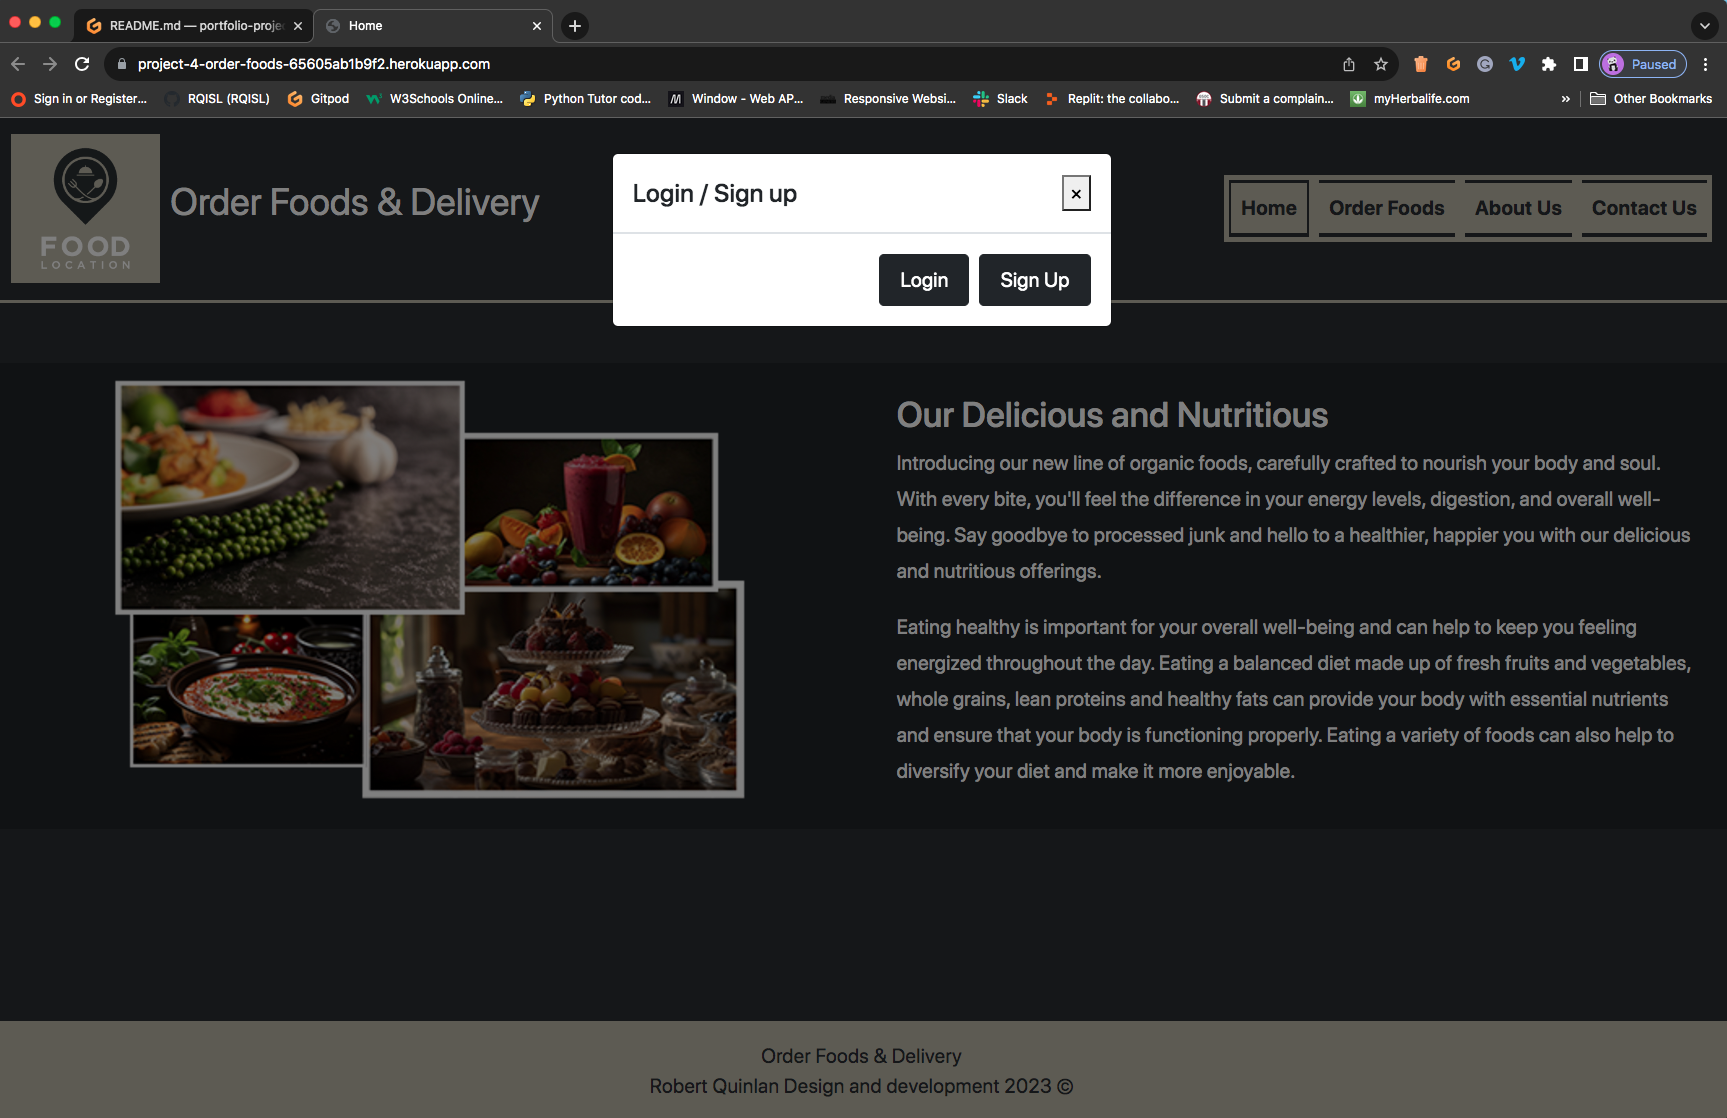 README.md — portfolio-proje
Home
project-4-order-foods-65605ab1b9f2.herokuapp.com
Paused
Sign in or Register...
RQISL (RQISL)
Gitpod
W3Schools Online...
Python Tutor cod...
Window - Web AP...
Responsive Websi...
Slack
Replit: the collabo...
Submit a complain...
myHerbalife.com
»
Other Bookmarks
FOOD
LOCATION
Order Foods & Delivery
Login / Sign up
×
Login
Sign Up
Home
Order Foods
About Us
Contact Us
Our Delicious and Nutritious
Introducing our new line of organic foods, carefully crafted to nourish your body and soul.
With every bite, you'll feel the difference in your energy levels, digestion, and overall well-
being. Say goodbye to processed junk and hello to a healthier, happier you with our delicious
and nutritious offerings.
Eating healthy is important for your overall well-being and can help to keep you feeling
energized throughout the day. Eating a balanced diet made up of fresh fruits and vegetables,
whole grains, lean proteins and healthy fats can provide your body with essential nutrients
and ensure that your body is functioning properly. Eating a variety of foods can also help to
diversify your diet and make it more enjoyable.
Order Foods & Delivery
Robert Quinlan Design and development 2023 ©